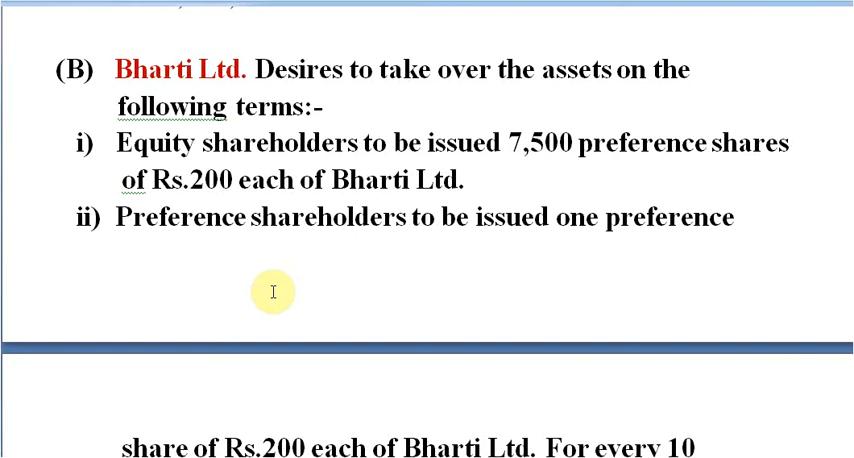 (B) Bharti Ltd. Desires to take over the assets on the
following terms:-
i) Equity shareholders to be issued 7,500 preference shares
of Rs.200 each of Bharti Ltd.
ii) Preference shareholders to be issued one preference
share of Rs.200 each of Bharti Ltd. For every 10